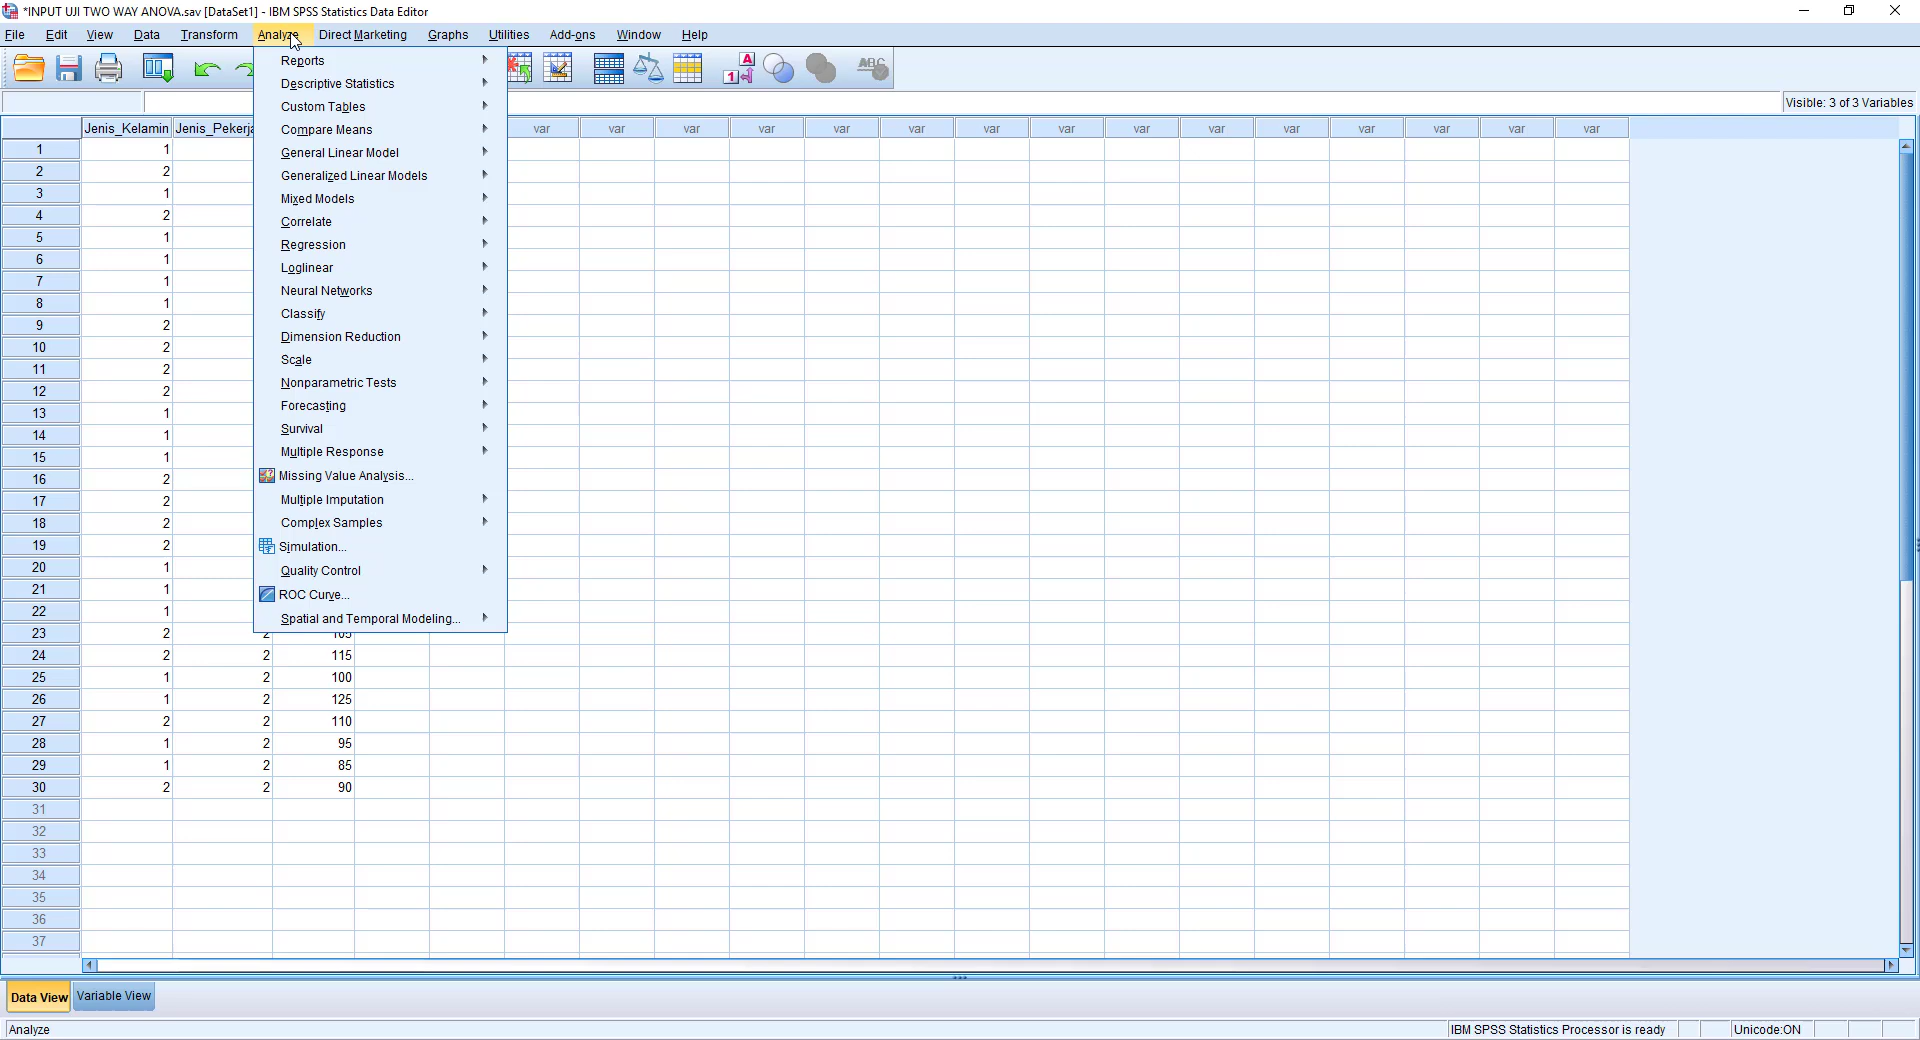 *INPUT UJI TWO WAY ANOVA.sav [DataSet1] - IBM SPSS Statistics Data Editor
File Edit View Data Transform Analyze Direct Marketing Graphs Utilities Add-ons Window Help
Visible: 3 of 3 Variables
Reports
Descriptive Statistics
Custom Tables
Compare Means
General Linear Model
Generalized Linear Models
Mixed Models
Correlate
Regression
Loglinear
Neural Networks
Classify
Dimension Reduction
Scale
Nonparametric Tests
Forecasting
Survival
Multiple Response
Missing Value Analysis...
Multiple Imputation
Complex Samples
Simulation...
Quality Control
ROC Curve...
Spatial and Temporal Modeling...
Jenis_Kelamin Jenis_Pekerja var var var var var var var var var var var var var var var
1 1
2 2
3 1
4 2
5 1
6 1
7 1
8 1
9 2
10 2
11 2
12 2
13 1
14 1
15 1
16 2
17 2
18 2
19 2
20 1
21 1
22 1
23 2 2 105
24 2 2 115
25 1 2 100
26 1 2 125
27 2 2 110
28 1 2 95
29 1 2 85
30 2 2 90
31
32
33
34
35
36
37
Data View Variable View
Analyze IBM SPSS Statistics Processor is ready Unicode:ON